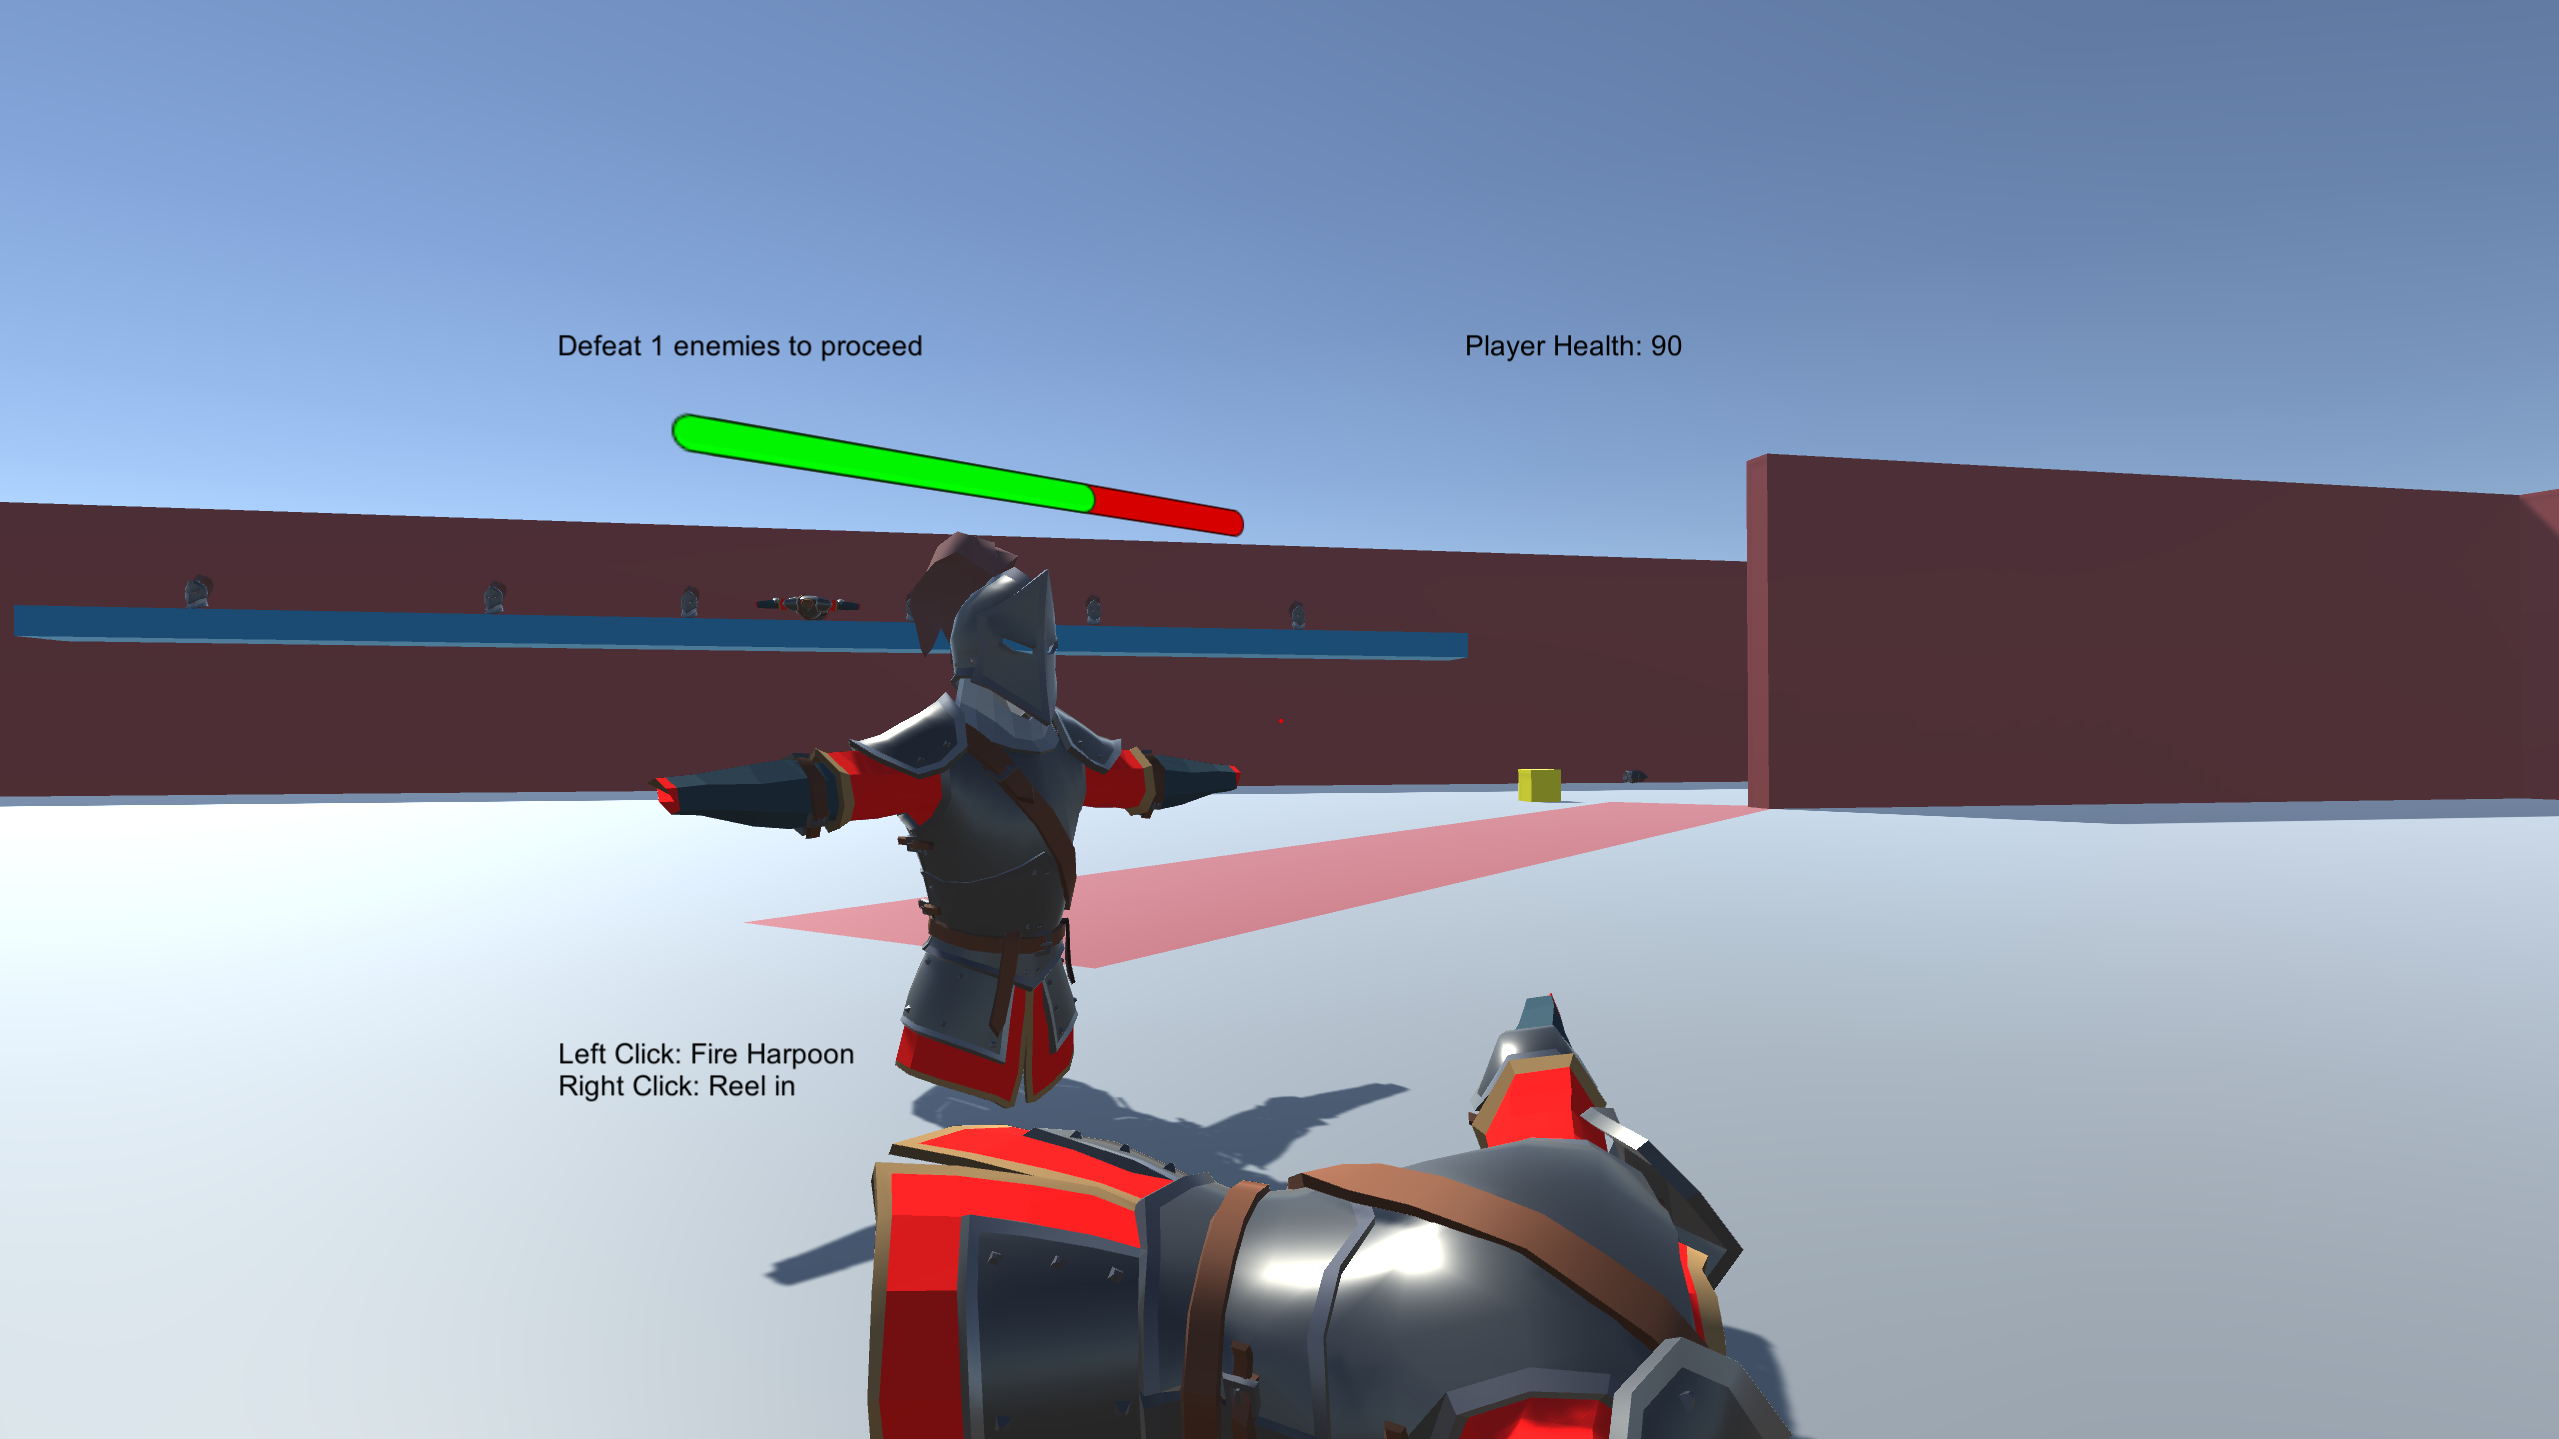 Defeat 1 enemies to proceed
Player Health: 90
Left Click: Fire Harpoon
Right Click: Reel in